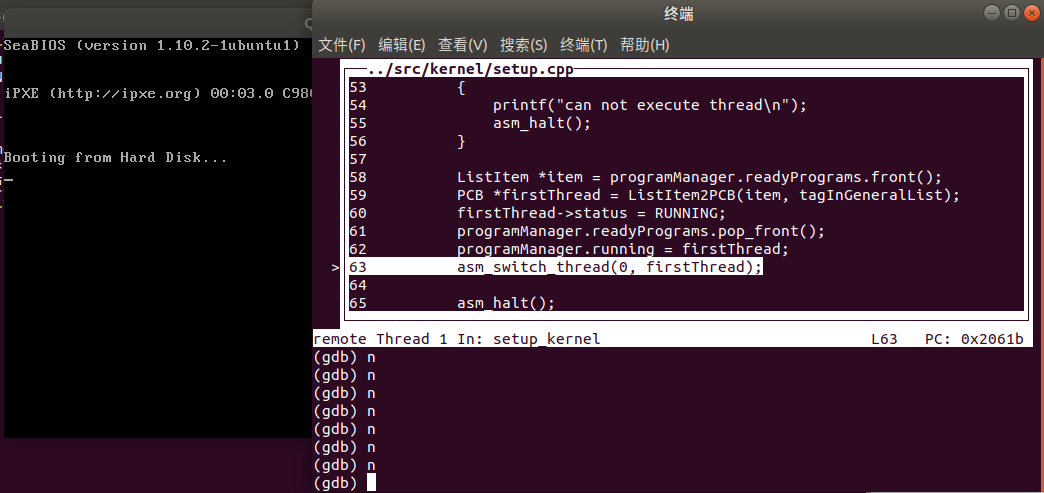 SeaBIOS (version 1.10.2-1ubuntu1)
iPXE (http://ipxe.org) 00:03.0 C98
Booting from Hard Disk...
终端
文件(F) 编辑(E) 查看(V) 搜索(S) 终端(T) 帮助(H)
../src/kernel/setup.cpp
53 {
54 printf("can not execute thread\n");
55 asm_halt();
56 }
57
58 ListItem *item = programManager.readyPrograms.front();
59 PCB *firstThread = ListItem2PCB(item, tagInGeneralList);
60 firstThread->status = RUNNING;
61 programManager.readyPrograms.pop_front();
62 programManager.running = firstThread;
>63 asm_switch_thread(0, firstThread);
64
65 asm_halt();
remote Thread 1 In: setup_kernel L63 PC: 0x2061b
(gdb) n
(gdb) n
(gdb) n
(gdb) n
(gdb) n
(gdb) n
(gdb) n
(gdb)